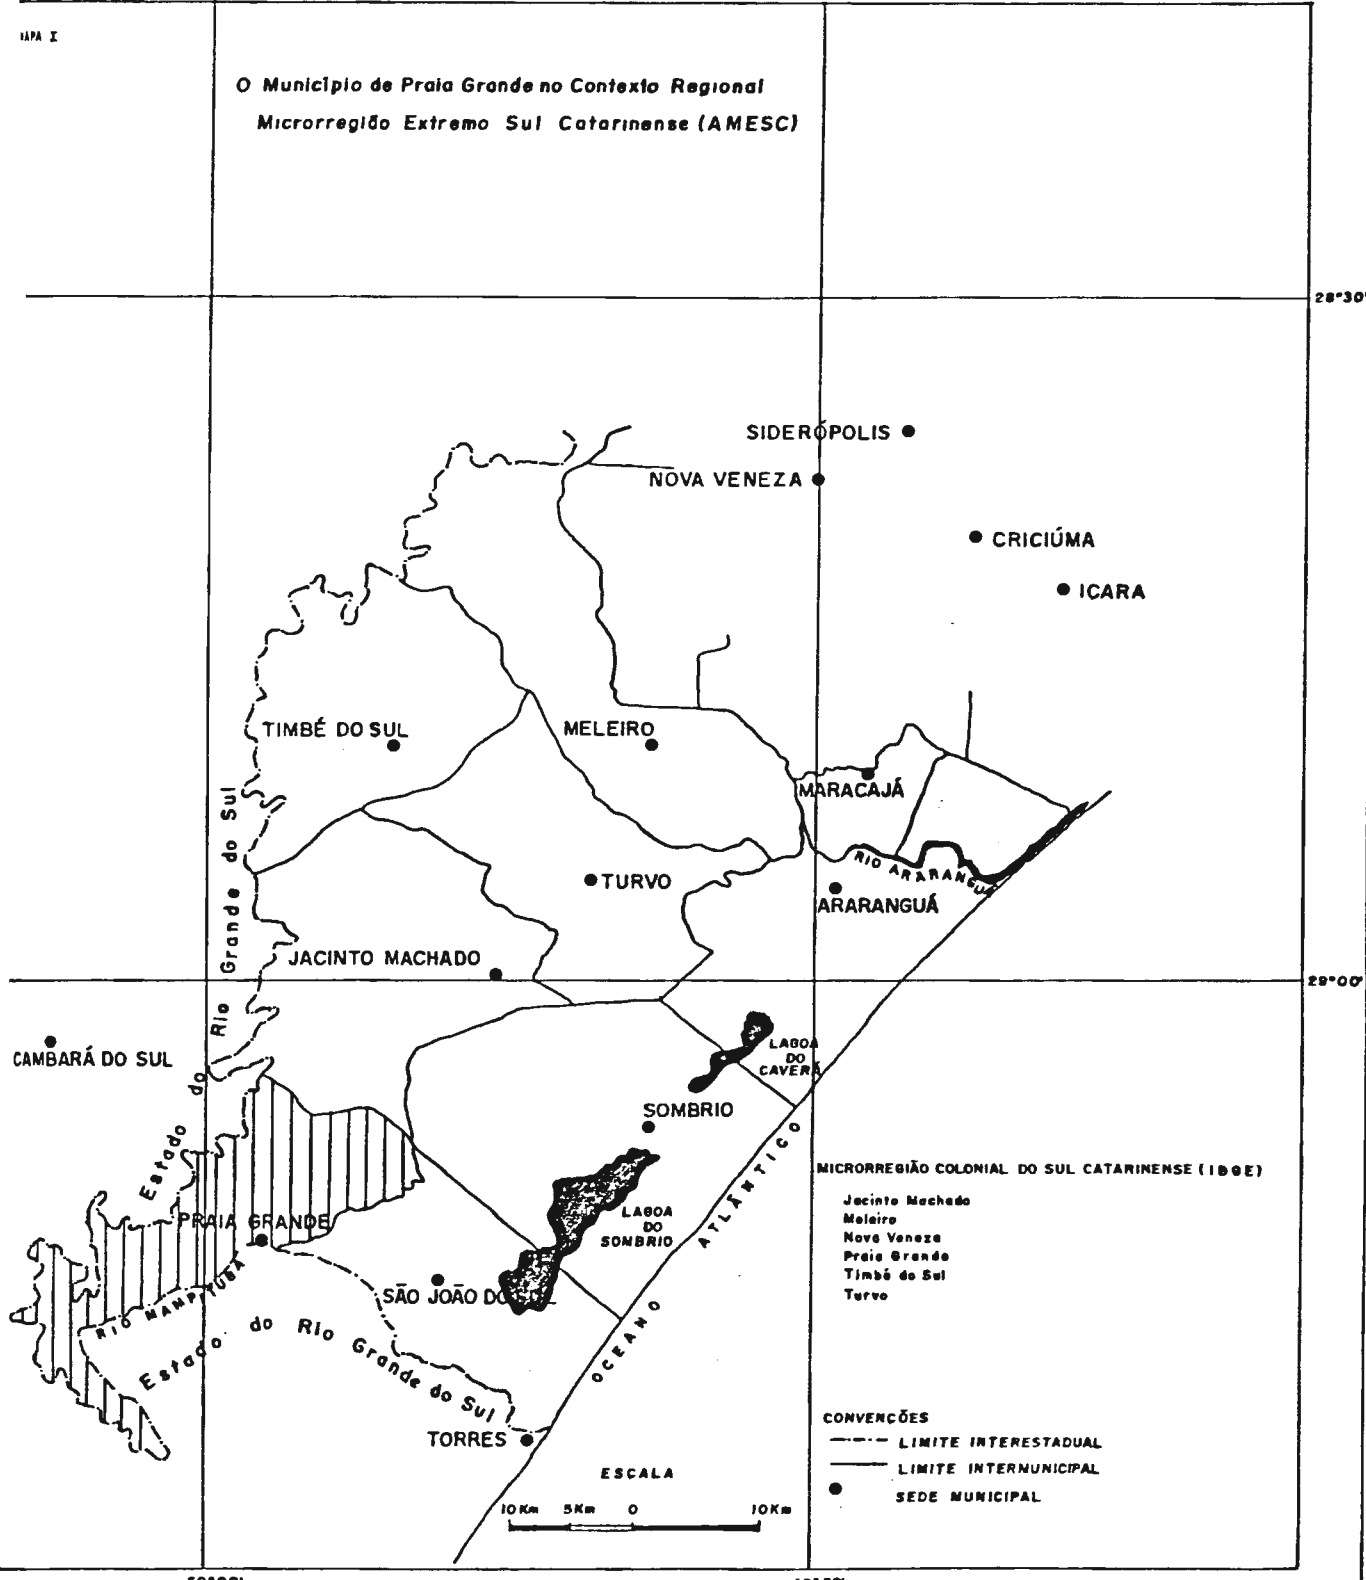 MAPA I
O Município de Praia Grande no Contexto Regional
Microrregião Extremo Sul Catarinense (AMESC)
28°30'
SIDERÓPOLIS
NOVA VENEZA
CRICIÚMA
ICARA
TIMBÉ DO SUL
MELEIRO
MARACAJÁ
RIO ARARANGUÁ
TURVO
ARARANGUÁ
JACINTO MACHADO
29°00'
Estado do Rio Grande do Sul
CAMBARÁ DO SUL
LAGOA
DO
CAVERÁ
SOMBRIO
OCEANO ATLÂNTICO
MICRORREGIÃO COLONIAL DO SUL CATARINENSE (IBGE)
Jacinto Machado
Meleiro
Nova Veneza
Praia Grande
Timbé do Sul
Turvo
PRAIA GRANDE
LAGOA
DO
SOMBRIO
RIO MAMPITUBA
SÃO JOÃO DO SUL
Estado do Rio Grande do Sul
TORRES
CONVENÇÕES
LIMITE INTERESTADUAL
LIMITE INTERMUNICIPAL
SEDE MUNICIPAL
ESCALA
10Km 5Km 0 10Km